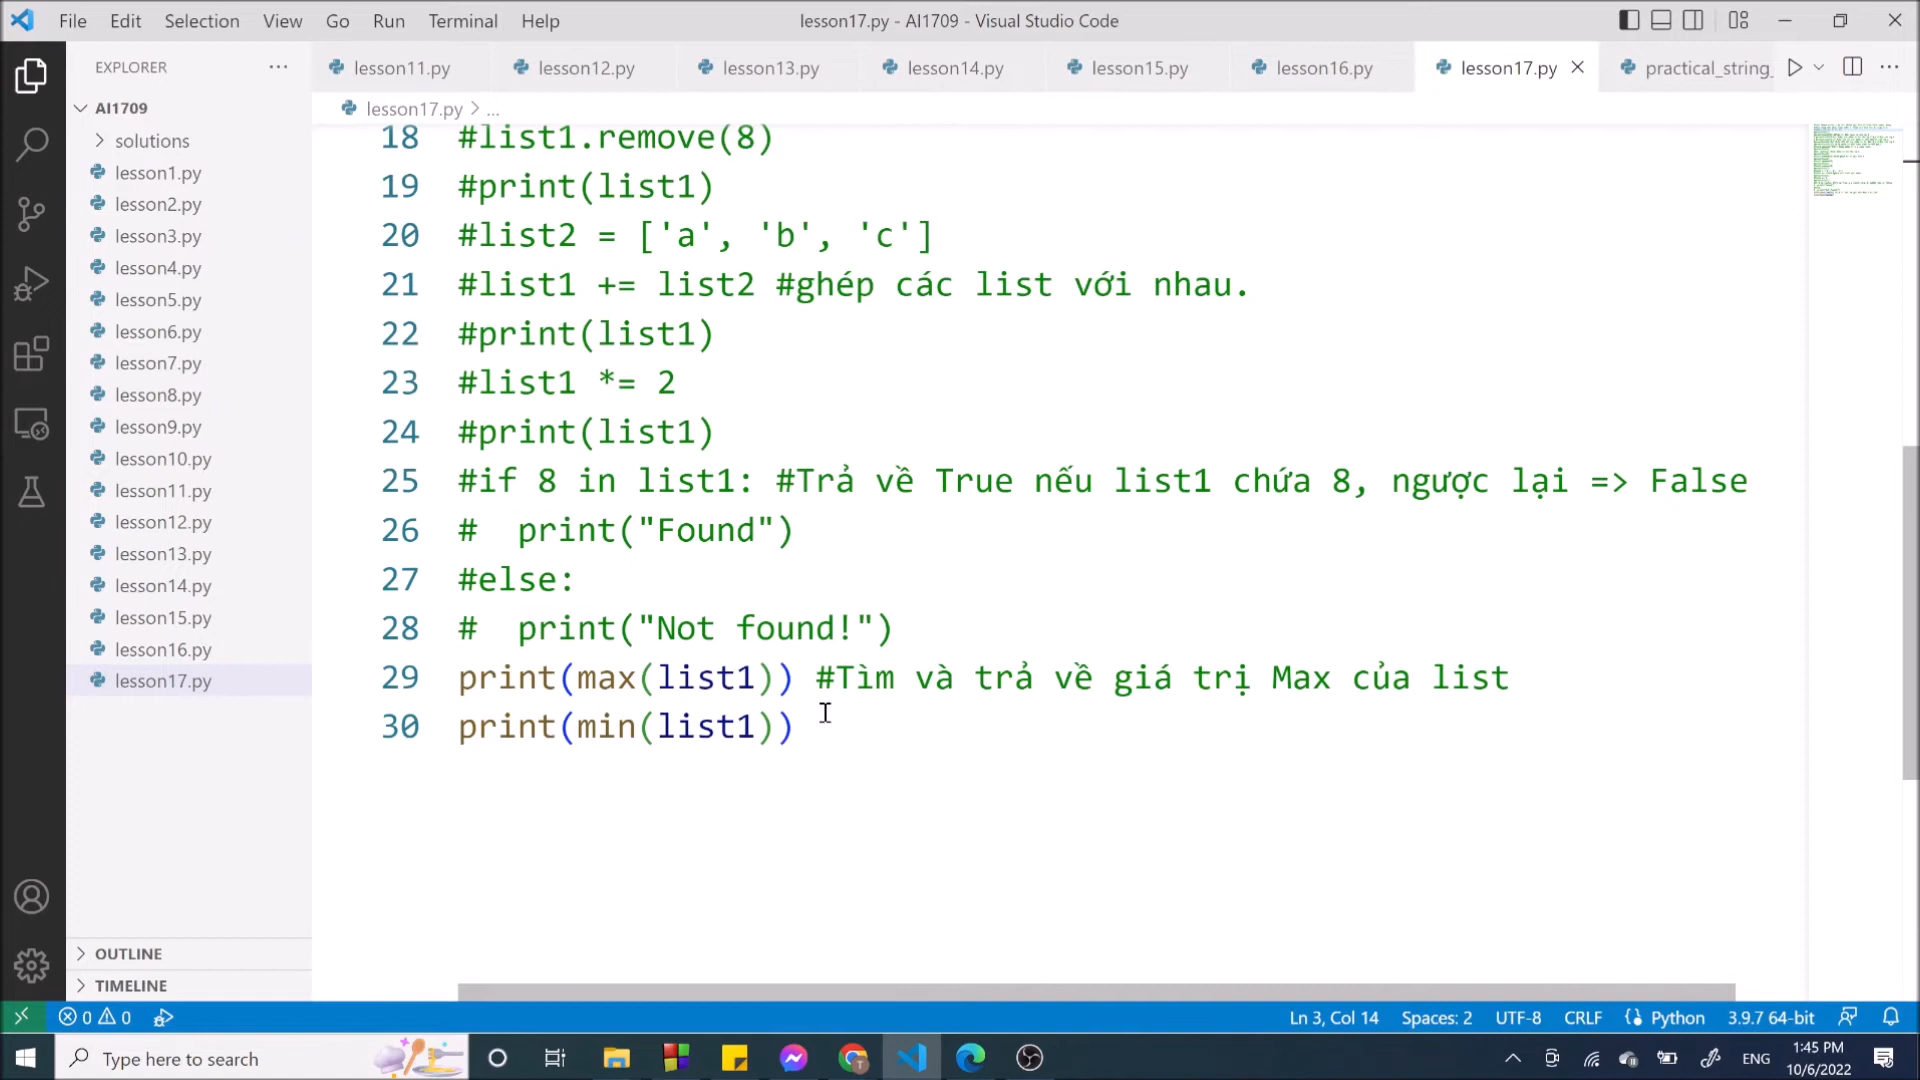 File Edit Selection View Go Run Terminal Help
lesson17.py - AI1709 - Visual Studio Code
EXPLORER
lesson11.py lesson12.py lesson13.py lesson14.py lesson15.py lesson16.py lesson17.py practical_string_
AI1709
lesson17.py > ...
solutions
lesson1.py
lesson2.py
lesson3.py
lesson4.py
lesson5.py
lesson6.py
lesson7.py
lesson8.py
lesson9.py
lesson10.py
lesson11.py
lesson12.py
lesson13.py
lesson14.py
lesson15.py
lesson16.py
lesson17.py
OUTLINE
TIMELINE
18 #list1.remove(8)
19 #print(list1)
20 #list2 = ['a', 'b', 'c']
21 #list1 += list2 #ghép các list với nhau.
22 #print(list1)
23 #list1 *= 2
24 #print(list1)
25 #if 8 in list1: #Trả về True nếu list1 chứa 8, ngược lại => False
26 #  print("Found")
27 #else:
28 #  print("Not found!")
29 print(max(list1)) #Tìm và trả về giá trị Max của list
30 print(min(list1))
0 0
Ln 3, Col 14 Spaces: 2 UTF-8 CRLF Python 3.9.7 64-bit
Type here to search
ENG
1:45 PM
10/6/2022